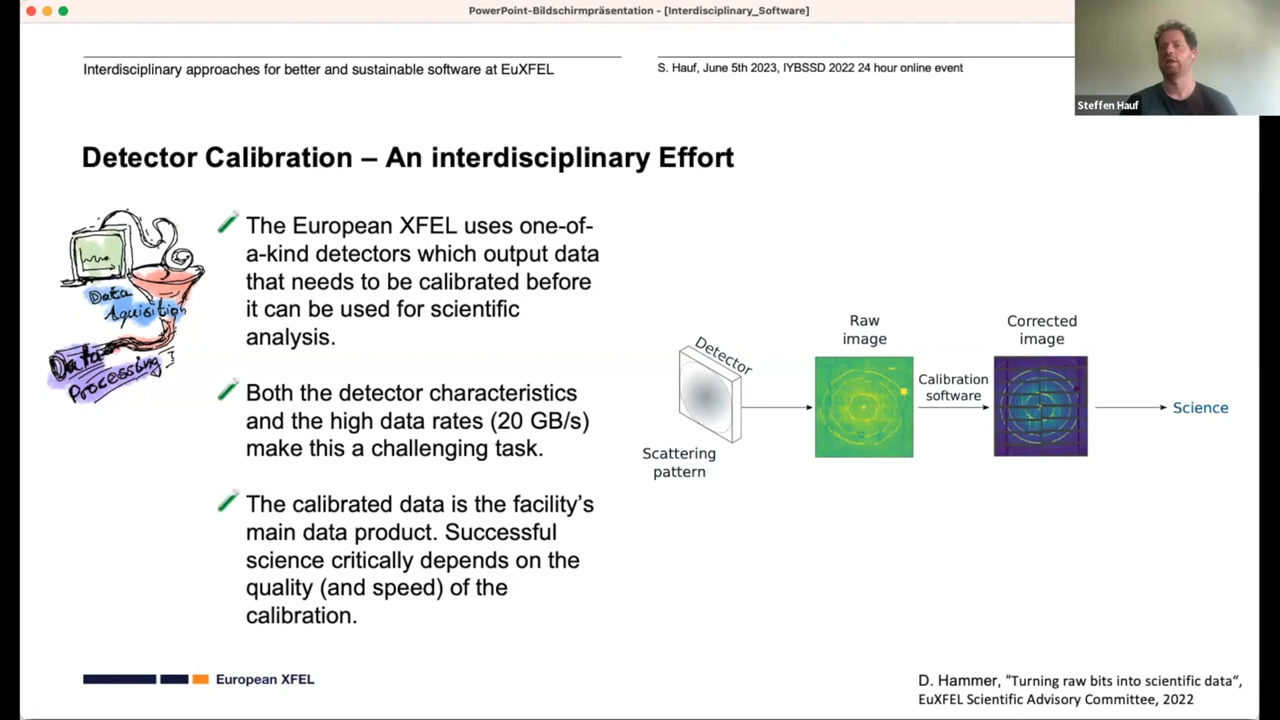 PowerPoint-Bildschirmpräsentation - [Interdisciplinary_Software]
Interdisciplinary approaches for better and sustainable software at EuXFEL
S. Hauf, June 5th 2023, IYBSSD 2022 24 hour online event
Steffen Hauf
Detector Calibration – An interdisciplinary Effort
Data
Aquisition
Data
Processing
The European XFEL uses one-of-
a-kind detectors which output data
that needs to be calibrated before
it can be used for scientific
analysis.
Both the detector characteristics
and the high data rates (20 GB/s)
make this a challenging task.
The calibrated data is the facility’s
main data product. Successful
science critically depends on the
quality (and speed) of the
calibration.
Detector
Scattering
pattern
Raw
image
Calibration
software
Corrected
image
Science
European XFEL
D. Hammer, “Turning raw bits into scientific data“,
EuXFEL Scientific Advisory Committee, 2022